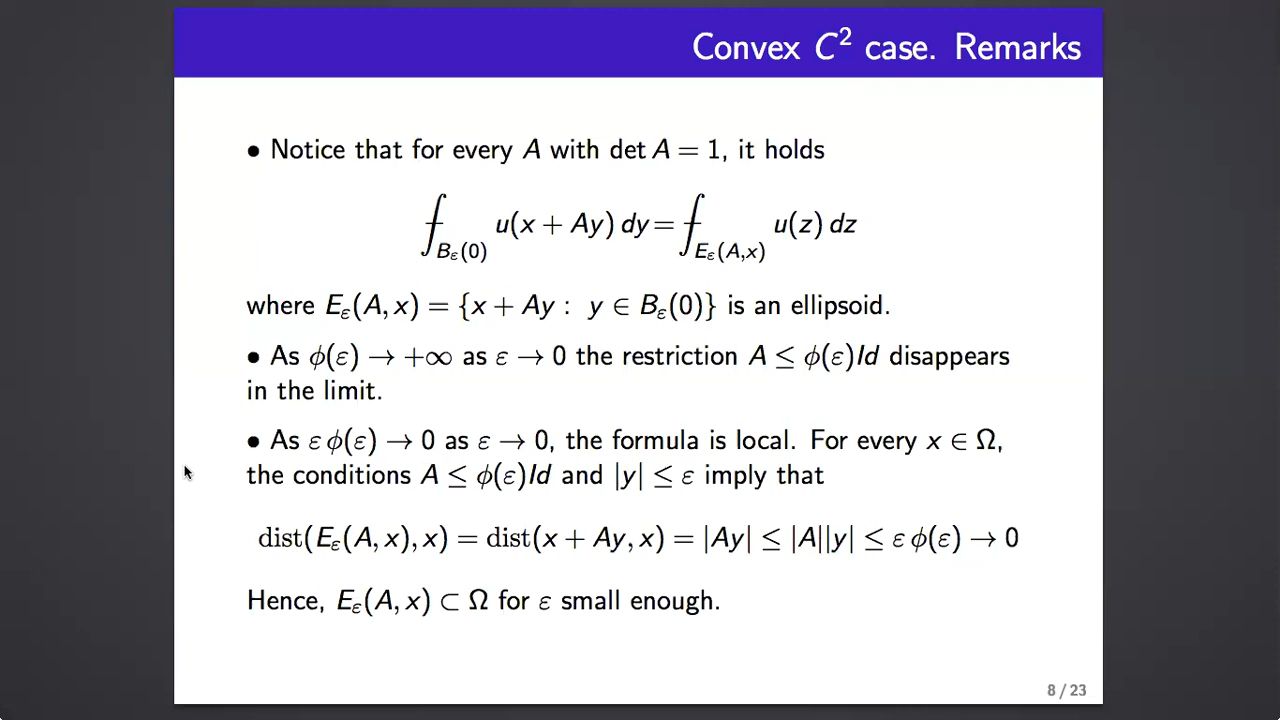 Convex C² case. Remarks
• Notice that for every A with det A = 1, it holds
⨍_{B_ε(0)} u(x + Ay) dy = ⨍_{E_ε(A,x)} u(z) dz
where E_ε(A, x) = {x + Ay : y ∈ B_ε(0)} is an ellipsoid.
• As ϕ(ε) → +∞ as ε → 0 the restriction A ≤ ϕ(ε)Id disappears
in the limit.
• As ε ϕ(ε) → 0 as ε → 0, the formula is local. For every x ∈ Ω,
the conditions A ≤ ϕ(ε)Id and |y| ≤ ε imply that
dist(E_ε(A, x), x) = dist(x + Ay, x) = |Ay| ≤ |A||y| ≤ ε ϕ(ε) → 0
Hence, E_ε(A, x) ⊂ Ω for ε small enough.
8 / 23